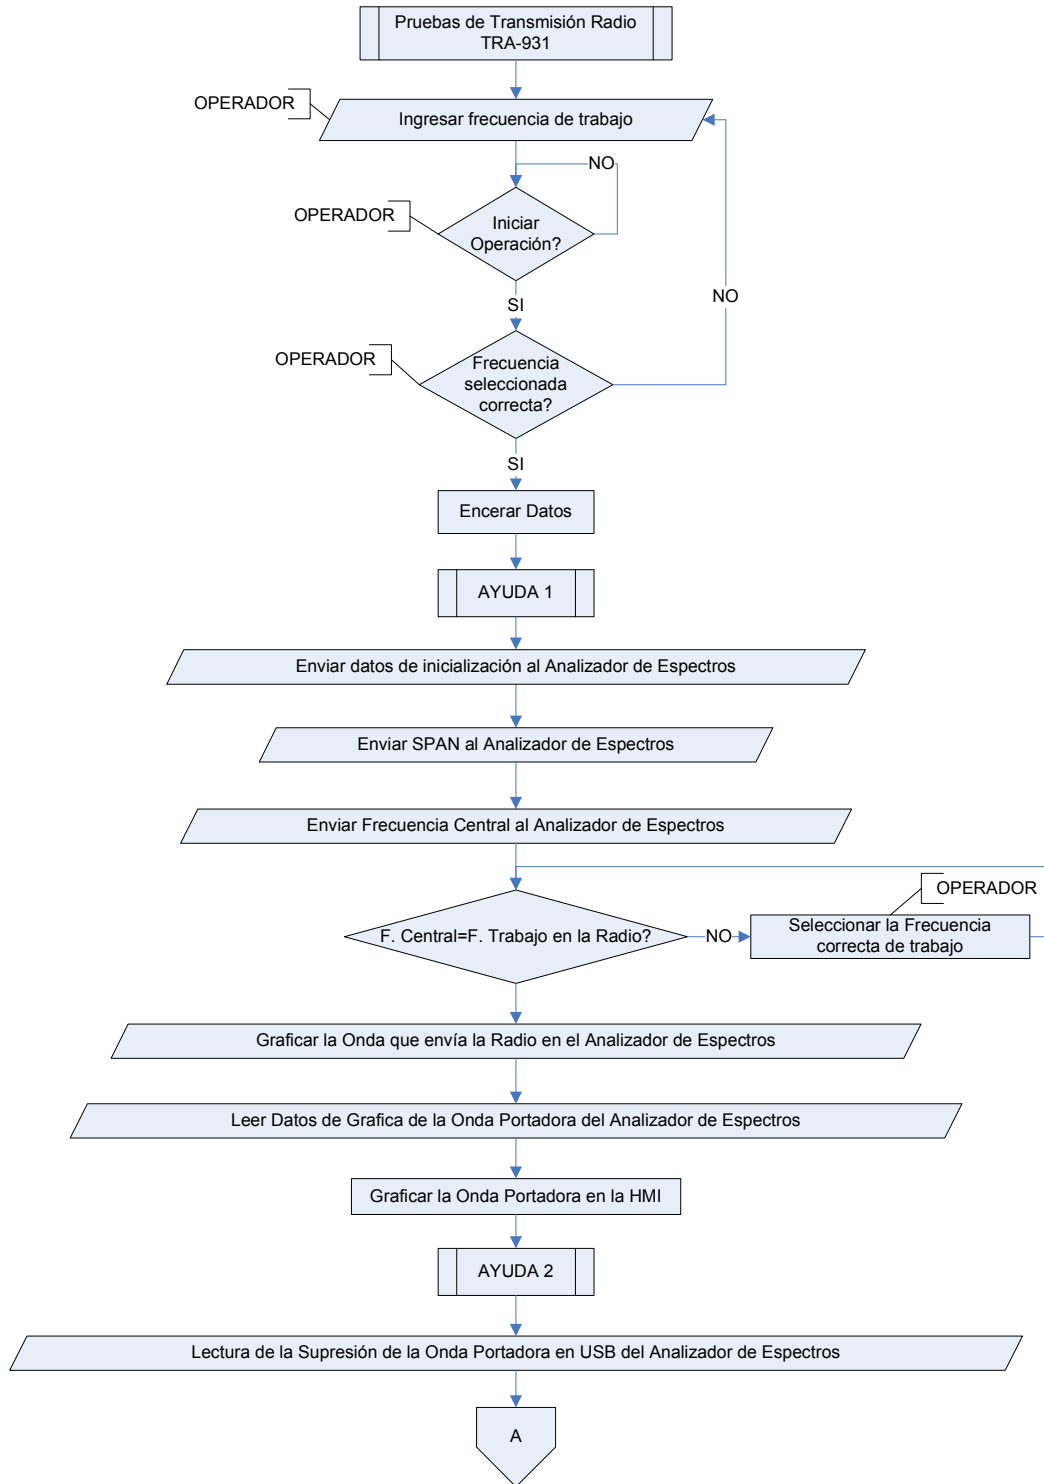 Pruebas de Transmisión Radio
TRA-931
OPERADOR
Ingresar frecuencia de trabajo
NO
OPERADOR
Iniciar
Operación?
SI
NO
OPERADOR
Frecuencia
seleccionada
correcta?
SI
Encerar Datos
AYUDA 1
Enviar datos de inicialización al Analizador de Espectros
Enviar SPAN al Analizador de Espectros
Enviar Frecuencia Central al Analizador de Espectros
OPERADOR
F. Central=F. Trabajo en la Radio?
NO
Seleccionar la Frecuencia
correcta de trabajo
Graficar la Onda que envía la Radio en el Analizador de Espectros
Leer Datos de Grafica de la Onda Portadora del Analizador de Espectros
Graficar la Onda Portadora en la HMI
AYUDA 2
Lectura de la Supresión de la Onda Portadora en USB del Analizador de Espectros
A